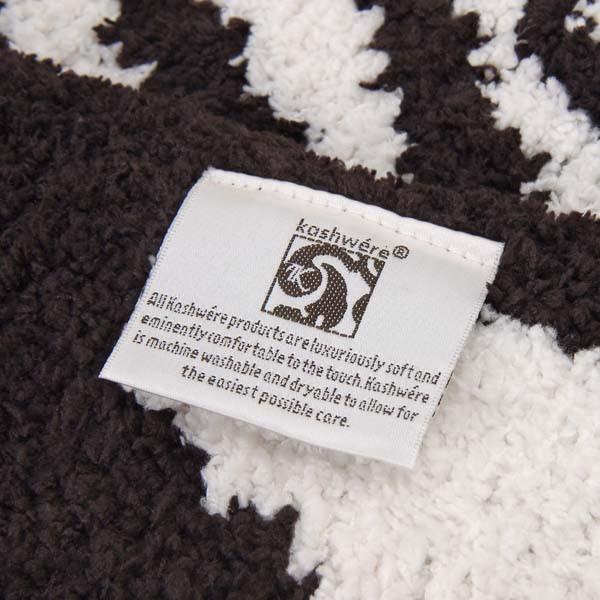 kashwére®
All Kashwére products are luxuriously soft and
eminently comfortable to the touch. Kashwére
is machine washable and dryable to allow for
the easiest possible care.